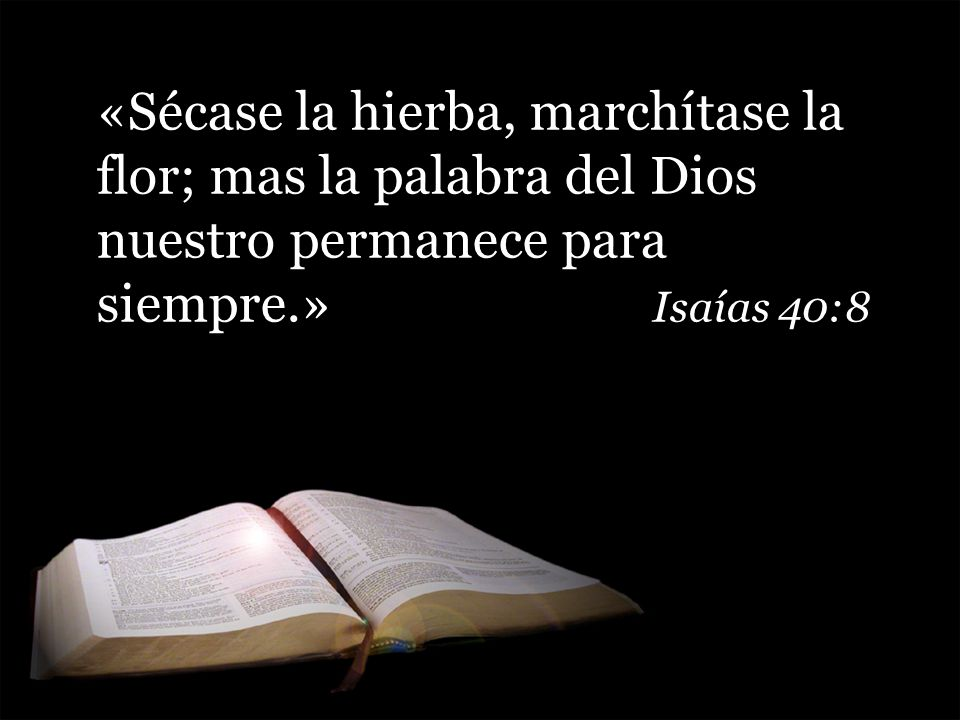 «Sécase la hierba, marchítase la
flor; mas la palabra del Dios
nuestro permanece para
siempre.» Isaías 40:8